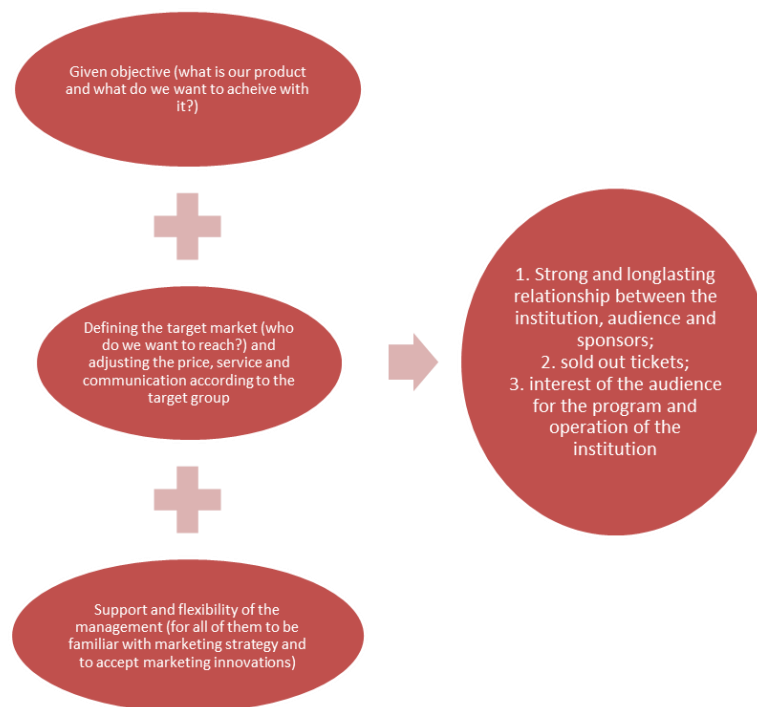 Given objective (what is our product
and what do we want to acheive with
it?)
Defining the target market (who
do we want to reach?) and
adjusting the price, service and
communication according to the
target group
Support and flexibility of the
management (for all of them to be
familiar with marketing strategy and
to accept marketing innovations)
1. Strong and longlasting
relationship between the
institution, audience and
sponsors;
2. sold out tickets;
3. interest of the audience
for the program and
operation of the
institution